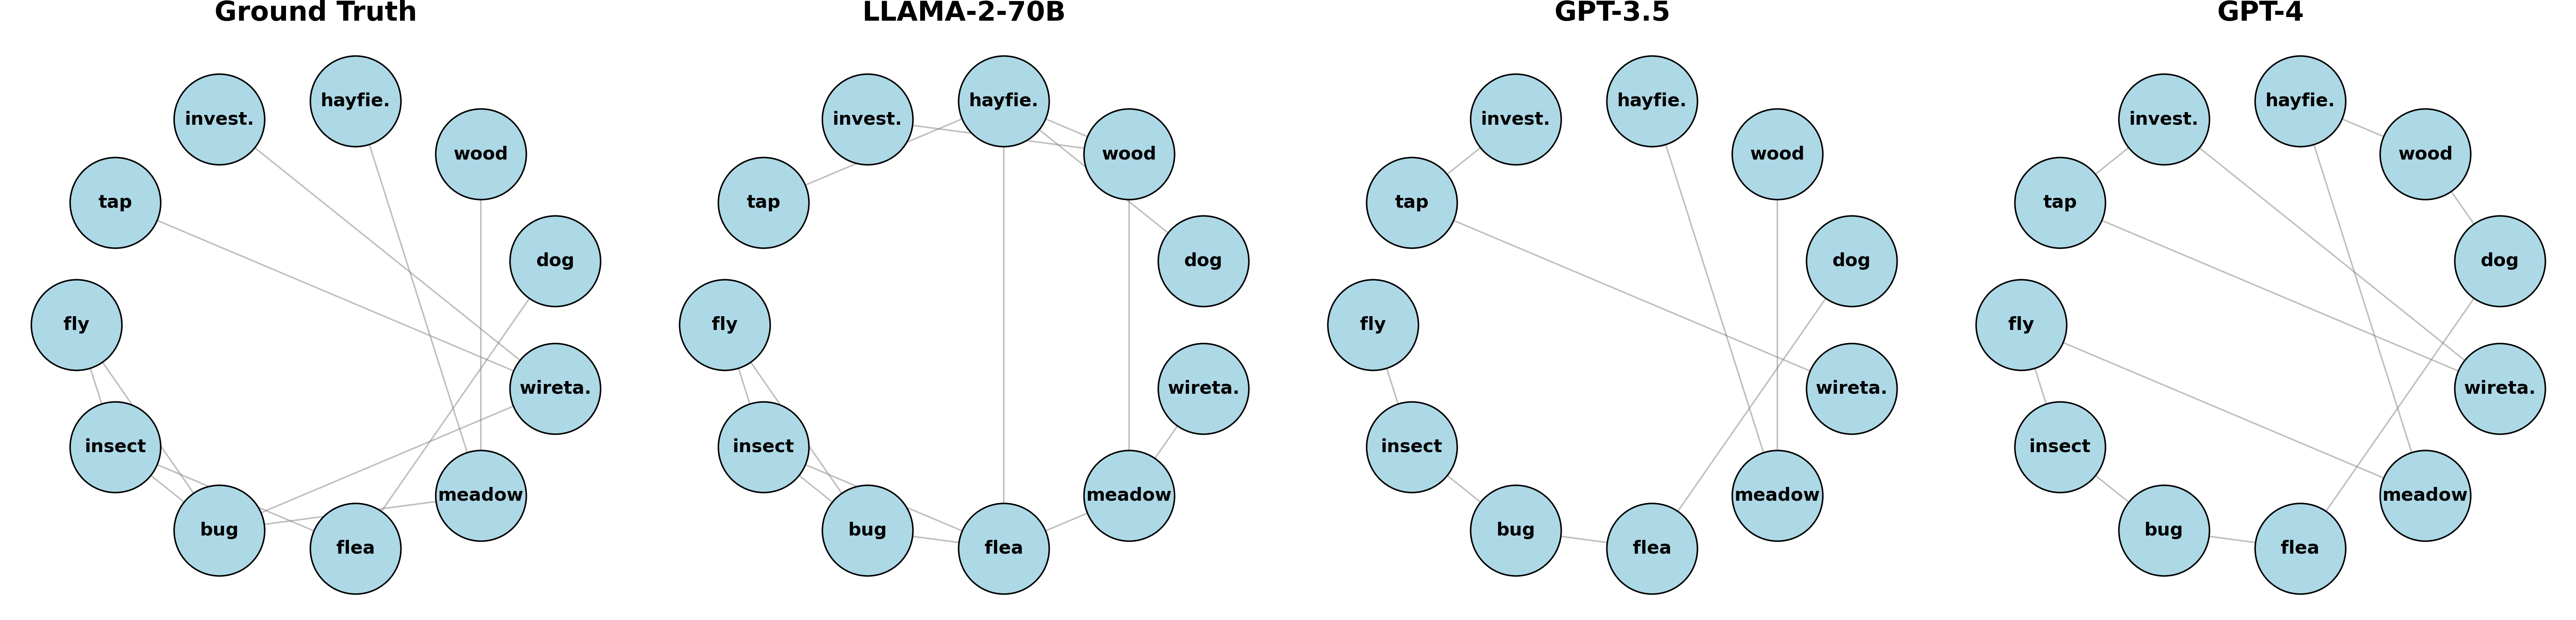 Ground Truth
hayfie.
invest.
wood
tap
dog
fly
wireta.
insect
meadow
bug
flea
LLAMA-2-70B
hayfie.
invest.
wood
tap
dog
fly
wireta.
insect
meadow
bug
flea
GPT-3.5
hayfie.
invest.
wood
tap
dog
fly
wireta.
insect
meadow
bug
flea
GPT-4
hayfie.
invest.
wood
tap
dog
fly
wireta.
insect
meadow
bug
flea